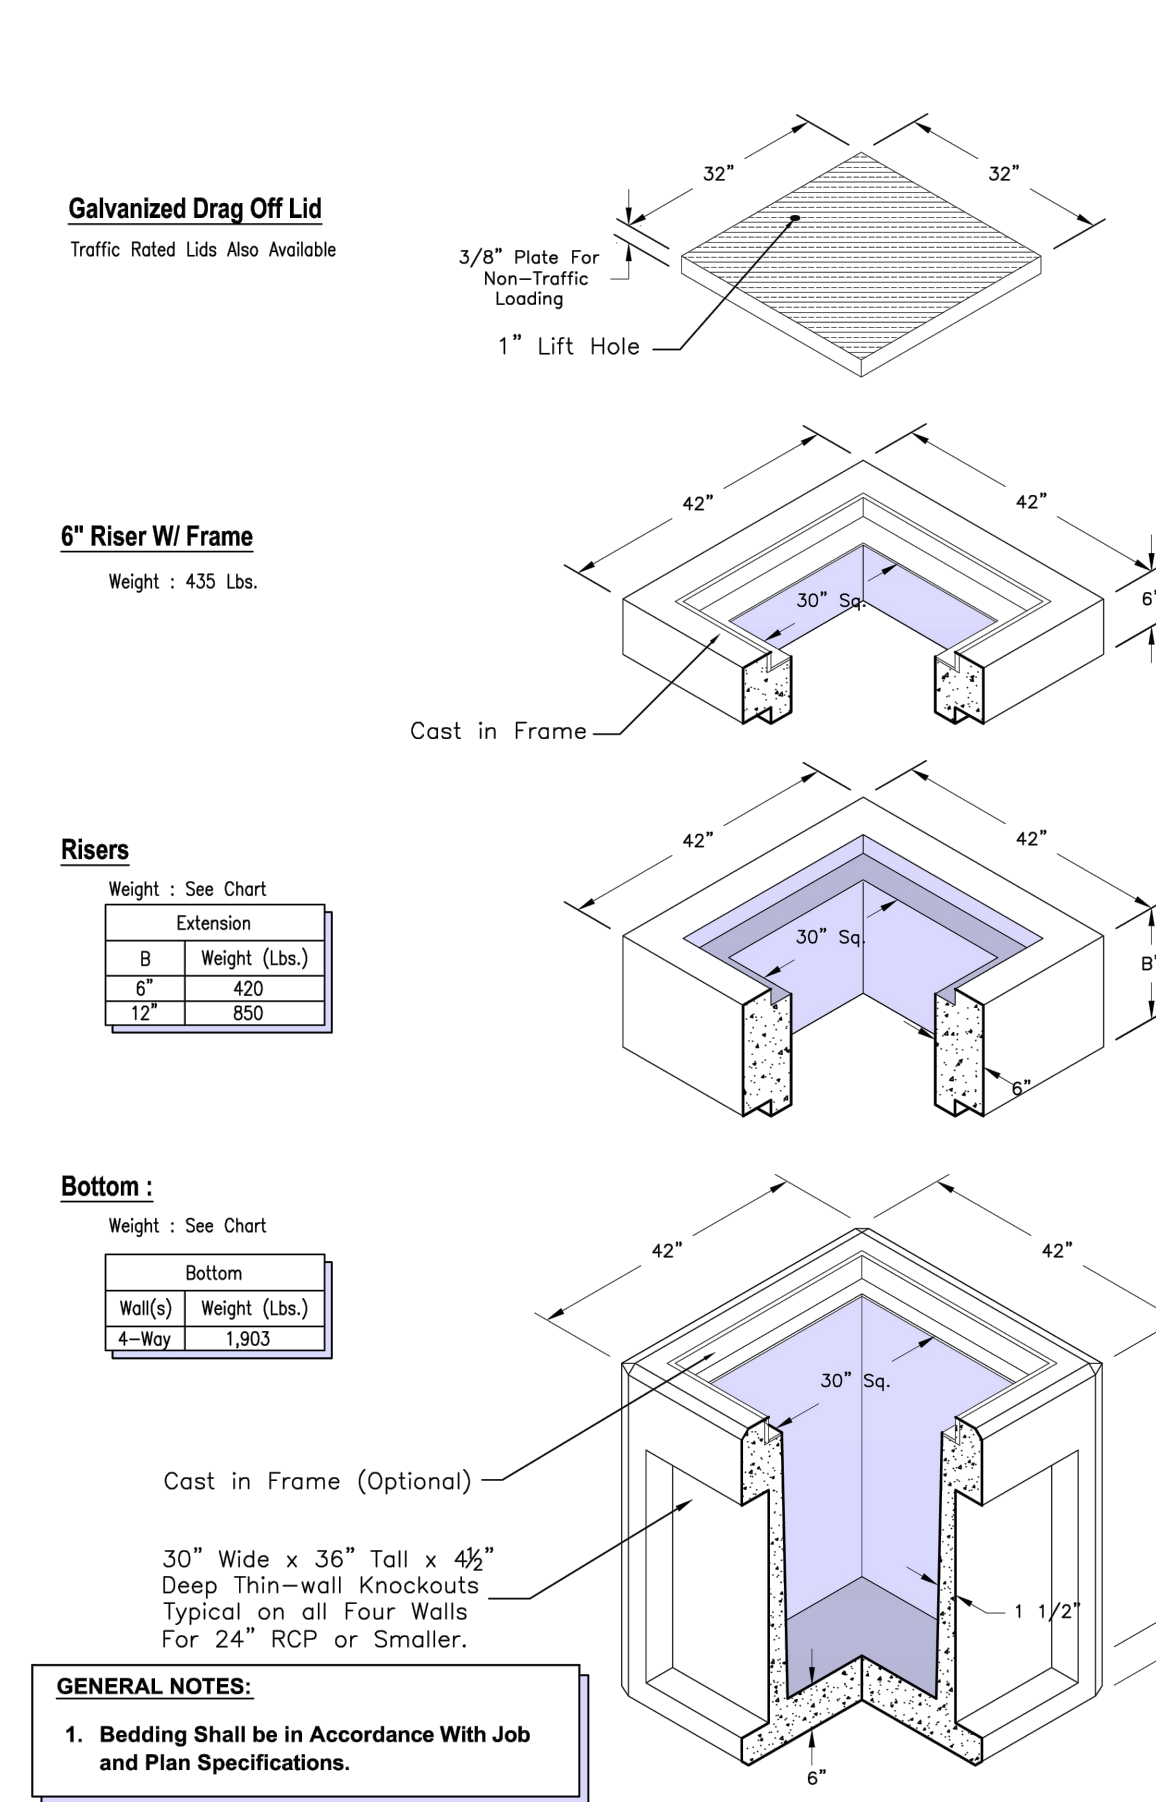 32”
32”
Galvanized Drag Off Lid
Traffic Rated Lids Also Available
3/8” Plate For
Non-Traffic
Loading
1” Lift Hole
42”
42”
6" Riser W/ Frame
Weight : 435 Lbs.
30” Sq.
6”
Cast in Frame
42”
42”
Risers
Weight : See Chart
Extension
B Weight (Lbs.)
6” 420
12” 850
30” Sq.
B”
6”
Bottom :
Weight : See Chart
42”
42”
Bottom
Wall(s) Weight (Lbs.)
4-Way 1,903
30” Sq.
Cast in Frame (Optional)
30” Wide x 36” Tall x 4½”
Deep Thin-wall Knockouts
Typical on all Four Walls
For 24” RCP or Smaller.
1 1/2”
GENERAL NOTES:
1. Bedding Shall be in Accordance With Job
and Plan Specifications.
6”